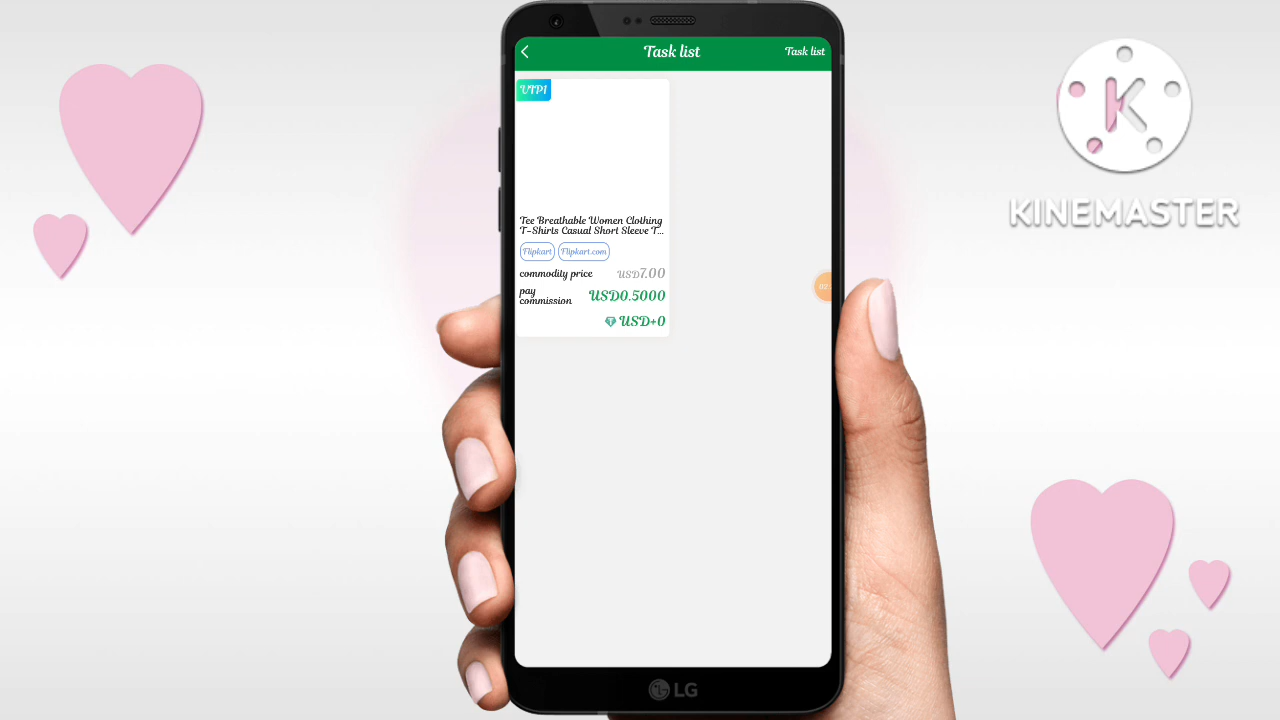 Task list
Task list
VIP1
Tee Breathable Women Clothing
T-Shirts Casual Short Sleeve T...
Flipkart Flipkart.com
commodity price USD7.00
pay
commission USD0.5000
USD+0
LG
K
KINEMASTER